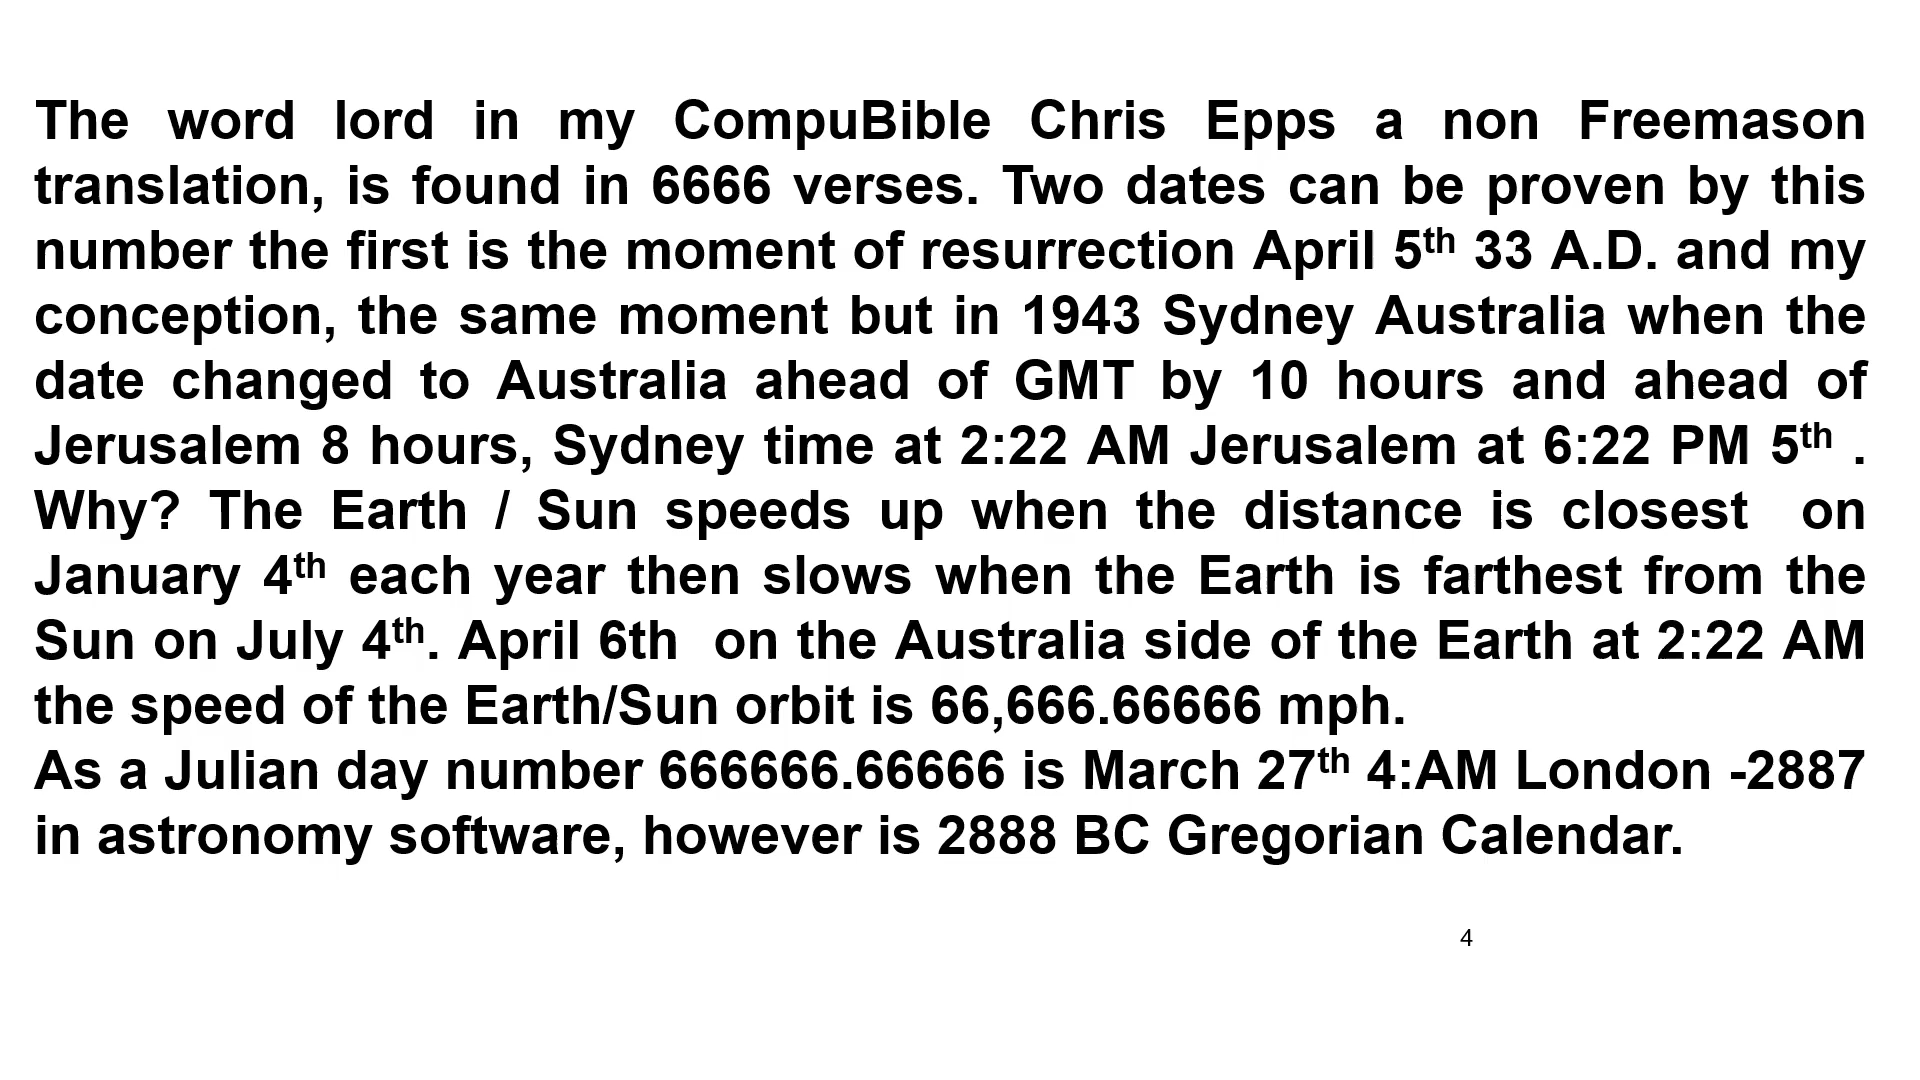 The word lord in my CompuBible Chris Epps a non Freemason
translation, is found in 6666 verses. Two dates can be proven by this
number the first is the moment of resurrection April 5th 33 A.D. and my
conception, the same moment but in 1943 Sydney Australia when the
date changed to Australia ahead of GMT by 10 hours and ahead of
Jerusalem 8 hours, Sydney time at 2:22 AM Jerusalem at 6:22 PM 5th .
Why? The Earth / Sun speeds up when the distance is closest on
January 4th each year then slows when the Earth is farthest from the
Sun on July 4th. April 6th on the Australia side of the Earth at 2:22 AM
the speed of the Earth/Sun orbit is 66,666.66666 mph.
As a Julian day number 666666.66666 is March 27th 4:AM London -2887
in astronomy software, however is 2888 BC Gregorian Calendar.
4